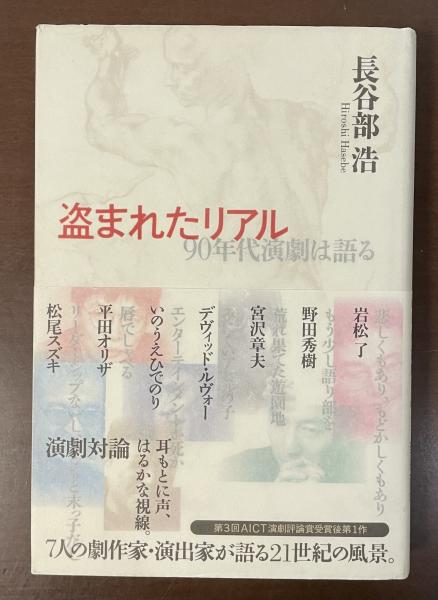 長谷部 浩
Hiroshi Hasebe
盗まれたリアル
90年代演劇は語る
悲しくもあり、もどかしくもあり
岩松 了
もう少し語り部を
野田秀樹
荒れ果てた遊園地
宮沢章夫
デヴィッド・ルヴォー
いのうえひでのり
エンターテインメント
唇でしゃる
平田オリザ
松尾スズキ
演劇対論
耳もとに声、
はるかな視線。
第3回AICT演劇評論賞受賞後第1作
7人の劇作家・演出家が語る21世紀の風景。